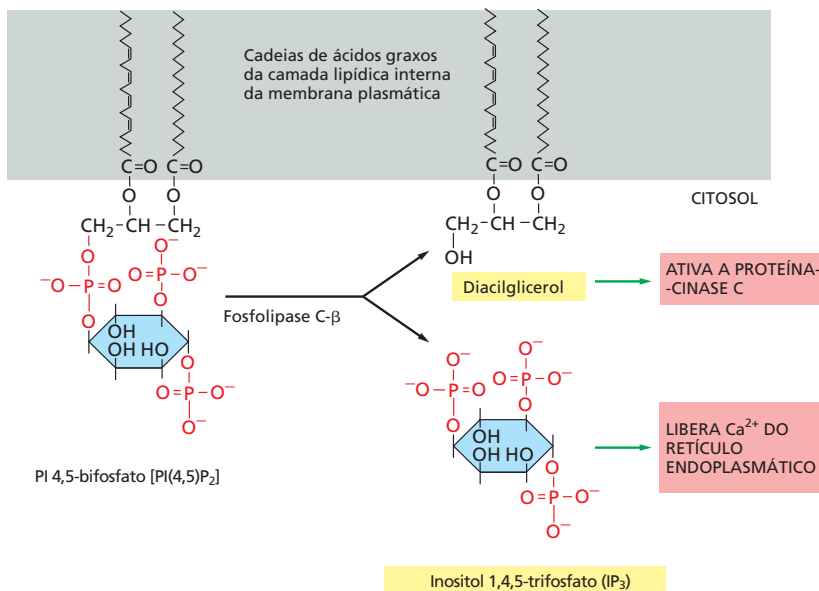 Cadeias de ácidos graxos
da camada lipídica interna
da membrana plasmática
C=O C=O
O O
CH2–CH–CH2
O
O⁻–P=O
O
O⁻
O=P–O⁻
O
OH
OH HO
O
O=P–O⁻
O⁻
PI 4,5-bifosfato [PI(4,5)P₂]
Fosfolipase C-β
C=O C=O
O O
CH₂–CH–CH₂
OH
CITOSOL
Diacilglicerol
ATIVA A PROTEÍNA-
-CINASE C
O⁻
O⁻–P=O
O
O⁻
O=P–O⁻
O
OH
OH HO
O
O=P–O⁻
O⁻
LIBERA Ca²⁺ DO
RETÍCULO
ENDOPLASMÁTICO
Inositol 1,4,5-trifosfato (IP₃)